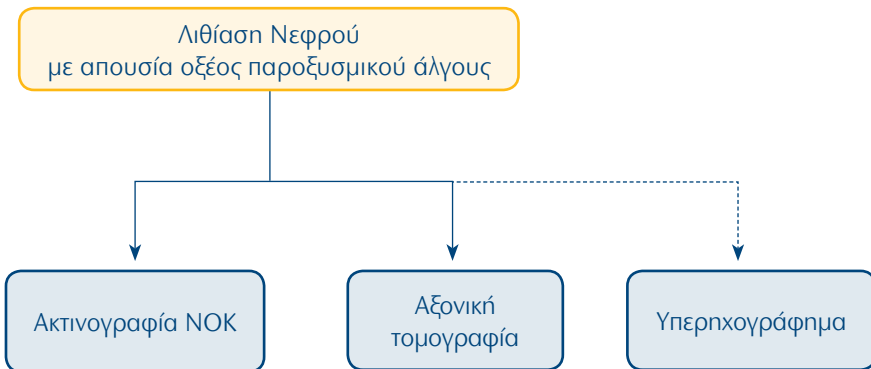 Λιθίαση Νεφρού
με απουσία οξέος παροξυσμικού άλγους
Ακτινογραφία ΝΟΚ
Αξονική
τομογραφία
Υπερηχογράφημα